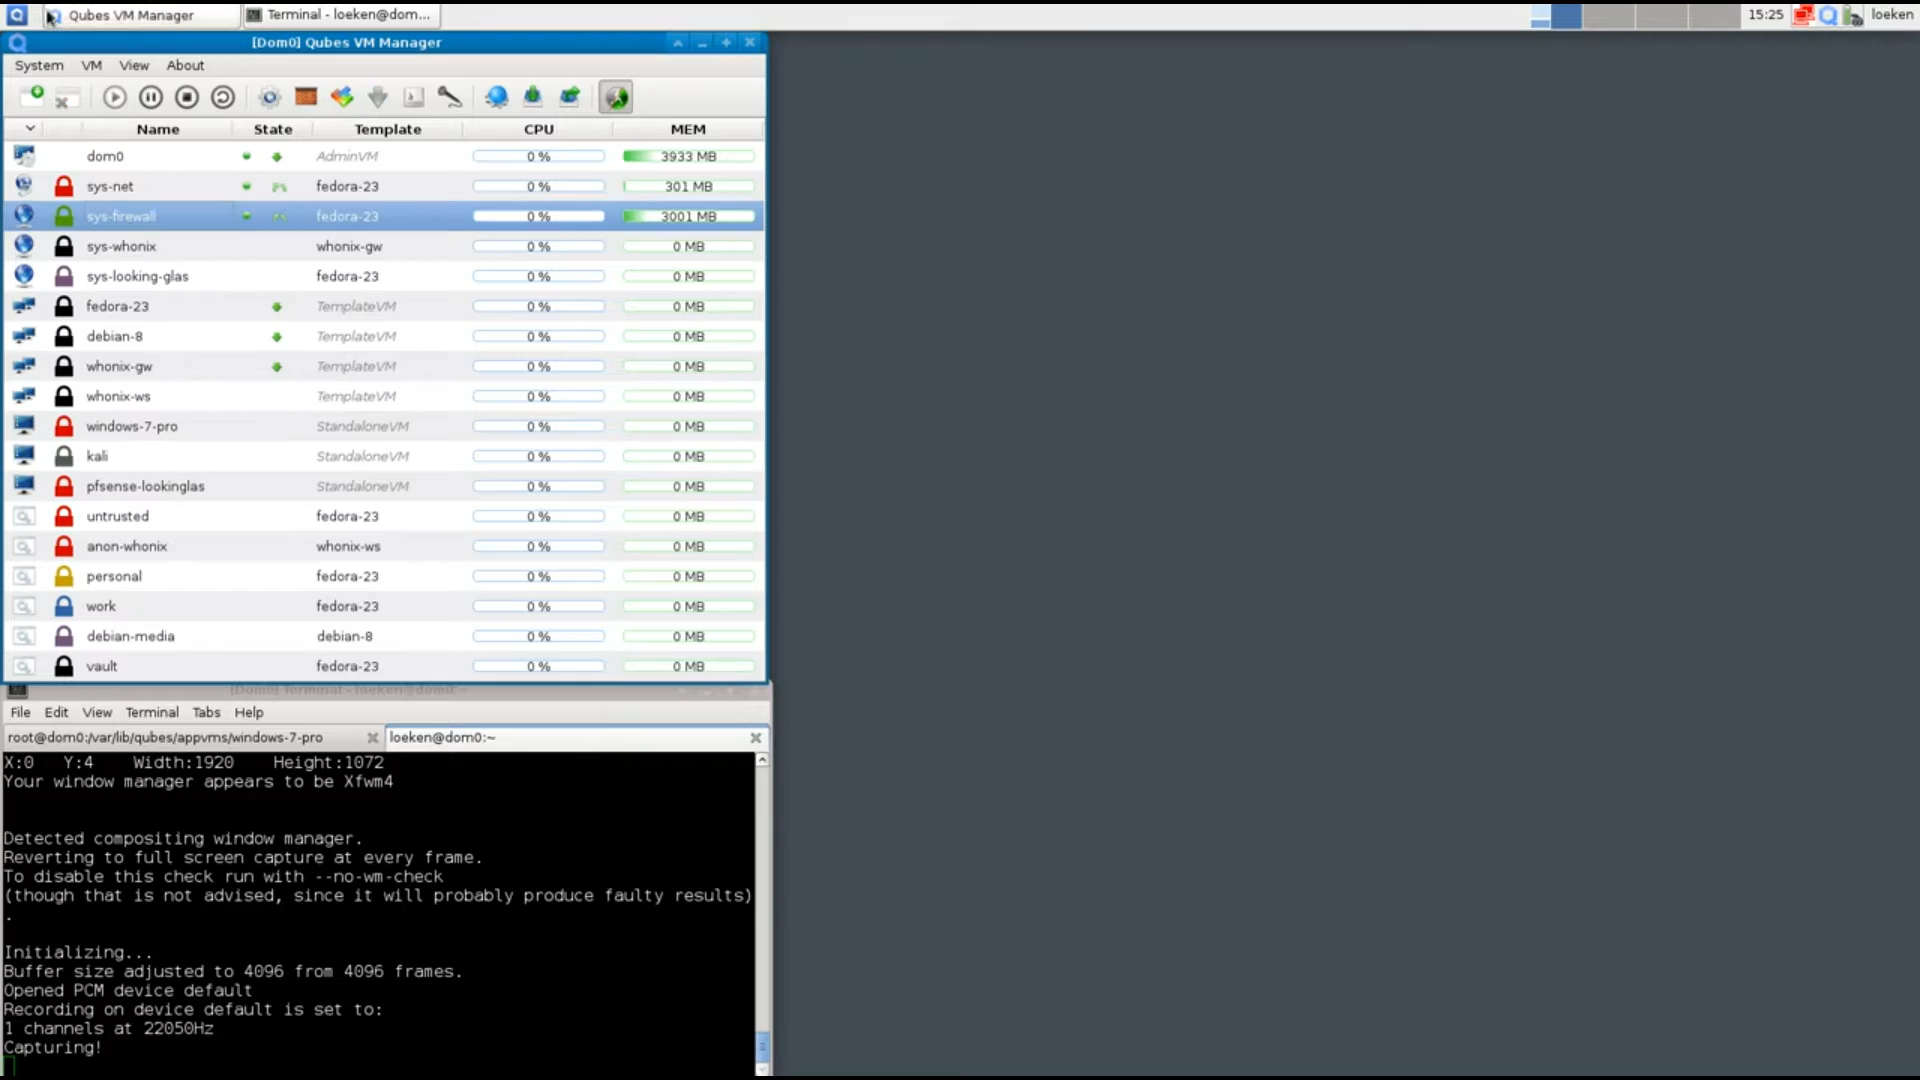 Qubes VM Manager
Terminal - loeken@dom...
15:25
loeken
[Dom0] Qubes VM Manager
System VM View About
Name State Template CPU MEM
dom0 AdminVM 0 % 3933 MB
sys-net fedora-23 0 % 301 MB
sys-firewall fedora-23 0 % 3001 MB
sys-whonix whonix-gw 0 % 0 MB
sys-looking-glas fedora-23 0 % 0 MB
fedora-23 TemplateVM 0 % 0 MB
debian-8 TemplateVM 0 % 0 MB
whonix-gw TemplateVM 0 % 0 MB
whonix-ws TemplateVM 0 % 0 MB
windows-7-pro StandaloneVM 0 % 0 MB
kali StandaloneVM 0 % 0 MB
pfsense-lookinglas StandaloneVM 0 % 0 MB
untrusted fedora-23 0 % 0 MB
anon-whonix whonix-ws 0 % 0 MB
personal fedora-23 0 % 0 MB
work fedora-23 0 % 0 MB
debian-media debian-8 0 % 0 MB
vault fedora-23 0 % 0 MB
[Dom0] Terminal - loeken@dom0:~
File Edit View Terminal Tabs Help
root@dom0:/var/lib/qubes/appvms/windows-7-pro
loeken@dom0:~
X:0 Y:4 Width:1920 Height:1072
Your window manager appears to be Xfwm4
Detected compositing window manager.
Reverting to full screen capture at every frame.
To disable this check run with --no-wm-check
(though that is not advised, since it will probably produce faulty results)
.
Initializing...
Buffer size adjusted to 4096 from 4096 frames.
Opened PCM device default
Recording on device default is set to:
1 channels at 22050Hz
Capturing!